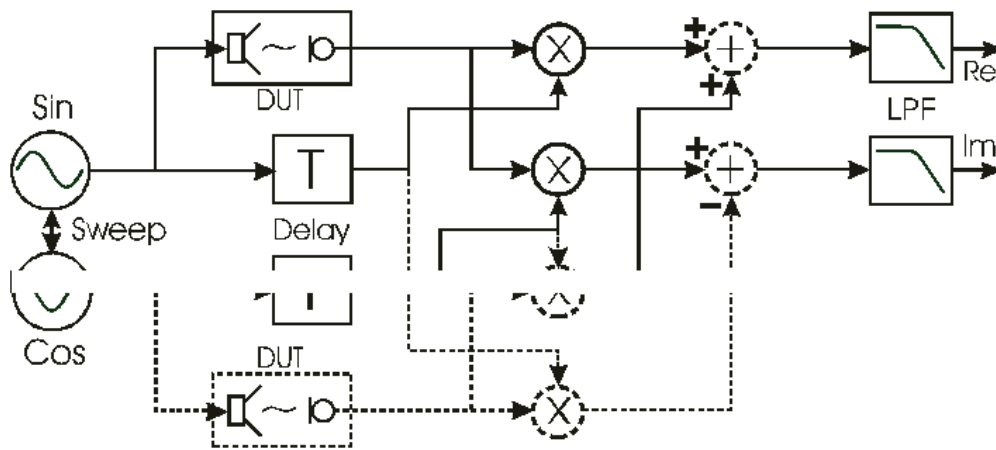 DUT
Sin
+
+
Re
LPF
T
+
−
Im
Sweep
Delay
Cos
DUT